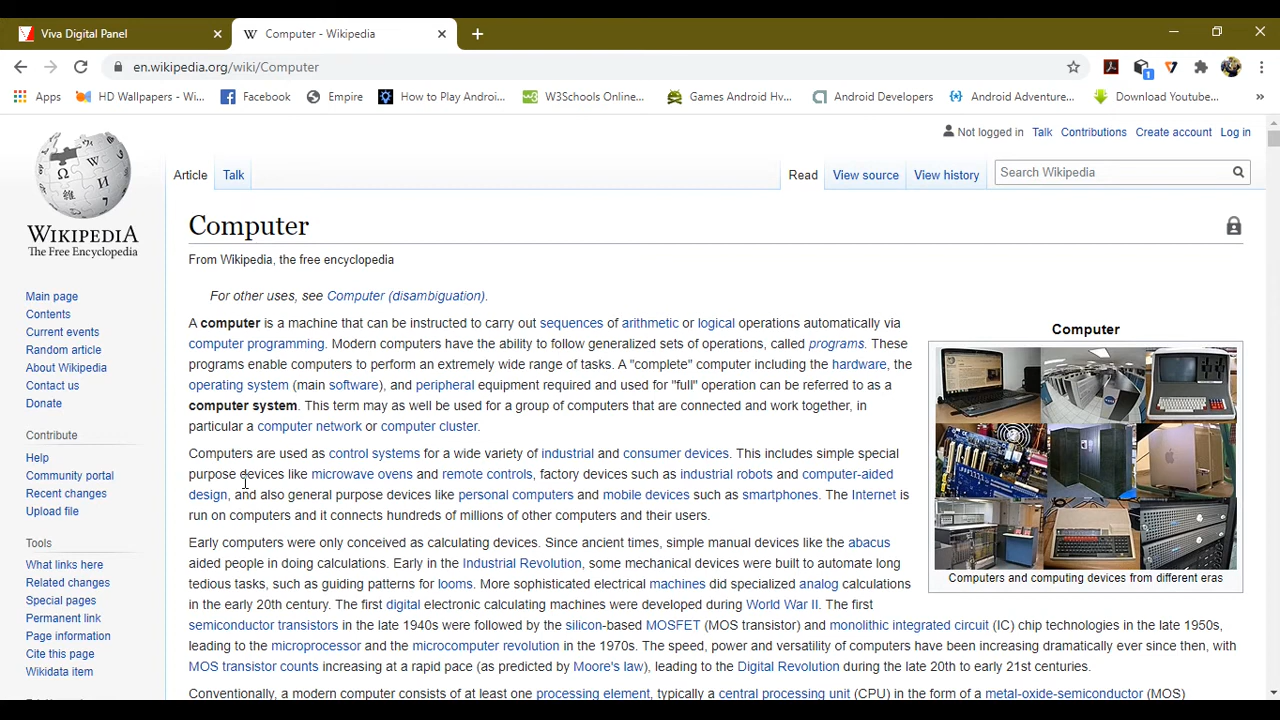 Viva Digital Panel
Computer - Wikipedia
en.wikipedia.org/wiki/Computer
Apps
HD Wallpapers - Wi...
Facebook
Empire
How to Play Androi...
W3Schools Online...
Games Android Hv...
Android Developers
Android Adventure...
Download Youtube...
Not logged in Talk Contributions Create account Log in
Article Talk Read View source View history Search Wikipedia
WIKIPEDIA
The Free Encyclopedia
Main page
Contents
Current events
Random article
About Wikipedia
Contact us
Donate
Contribute
Help
Community portal
Recent changes
Upload file
Tools
What links here
Related changes
Special pages
Permanent link
Page information
Cite this page
Wikidata item
Computer
From Wikipedia, the free encyclopedia
For other uses, see Computer (disambiguation).
A computer is a machine that can be instructed to carry out sequences of arithmetic or logical operations automatically via
computer programming. Modern computers have the ability to follow generalized sets of operations, called programs. These
programs enable computers to perform an extremely wide range of tasks. A "complete" computer including the hardware, the
operating system (main software), and peripheral equipment required and used for "full" operation can be referred to as a
computer system. This term may as well be used for a group of computers that are connected and work together, in
particular a computer network or computer cluster.
Computers are used as control systems for a wide variety of industrial and consumer devices. This includes simple special
purpose devices like microwave ovens and remote controls, factory devices such as industrial robots and computer-aided
design, and also general purpose devices like personal computers and mobile devices such as smartphones. The Internet is
run on computers and it connects hundreds of millions of other computers and their users.
Early computers were only conceived as calculating devices. Since ancient times, simple manual devices like the abacus
aided people in doing calculations. Early in the Industrial Revolution, some mechanical devices were built to automate long
tedious tasks, such as guiding patterns for looms. More sophisticated electrical machines did specialized analog calculations
in the early 20th century. The first digital electronic calculating machines were developed during World War II. The first
semiconductor transistors in the late 1940s were followed by the silicon-based MOSFET (MOS transistor) and monolithic integrated circuit (IC) chip technologies in the late 1950s,
leading to the microprocessor and the microcomputer revolution in the 1970s. The speed, power and versatility of computers have been increasing dramatically ever since then, with
MOS transistor counts increasing at a rapid pace (as predicted by Moore's law), leading to the Digital Revolution during the late 20th to early 21st centuries.
Conventionally, a modern computer consists of at least one processing element, typically a central processing unit (CPU) in the form of a metal-oxide-semiconductor (MOS)
Computer
Computers and computing devices from different eras